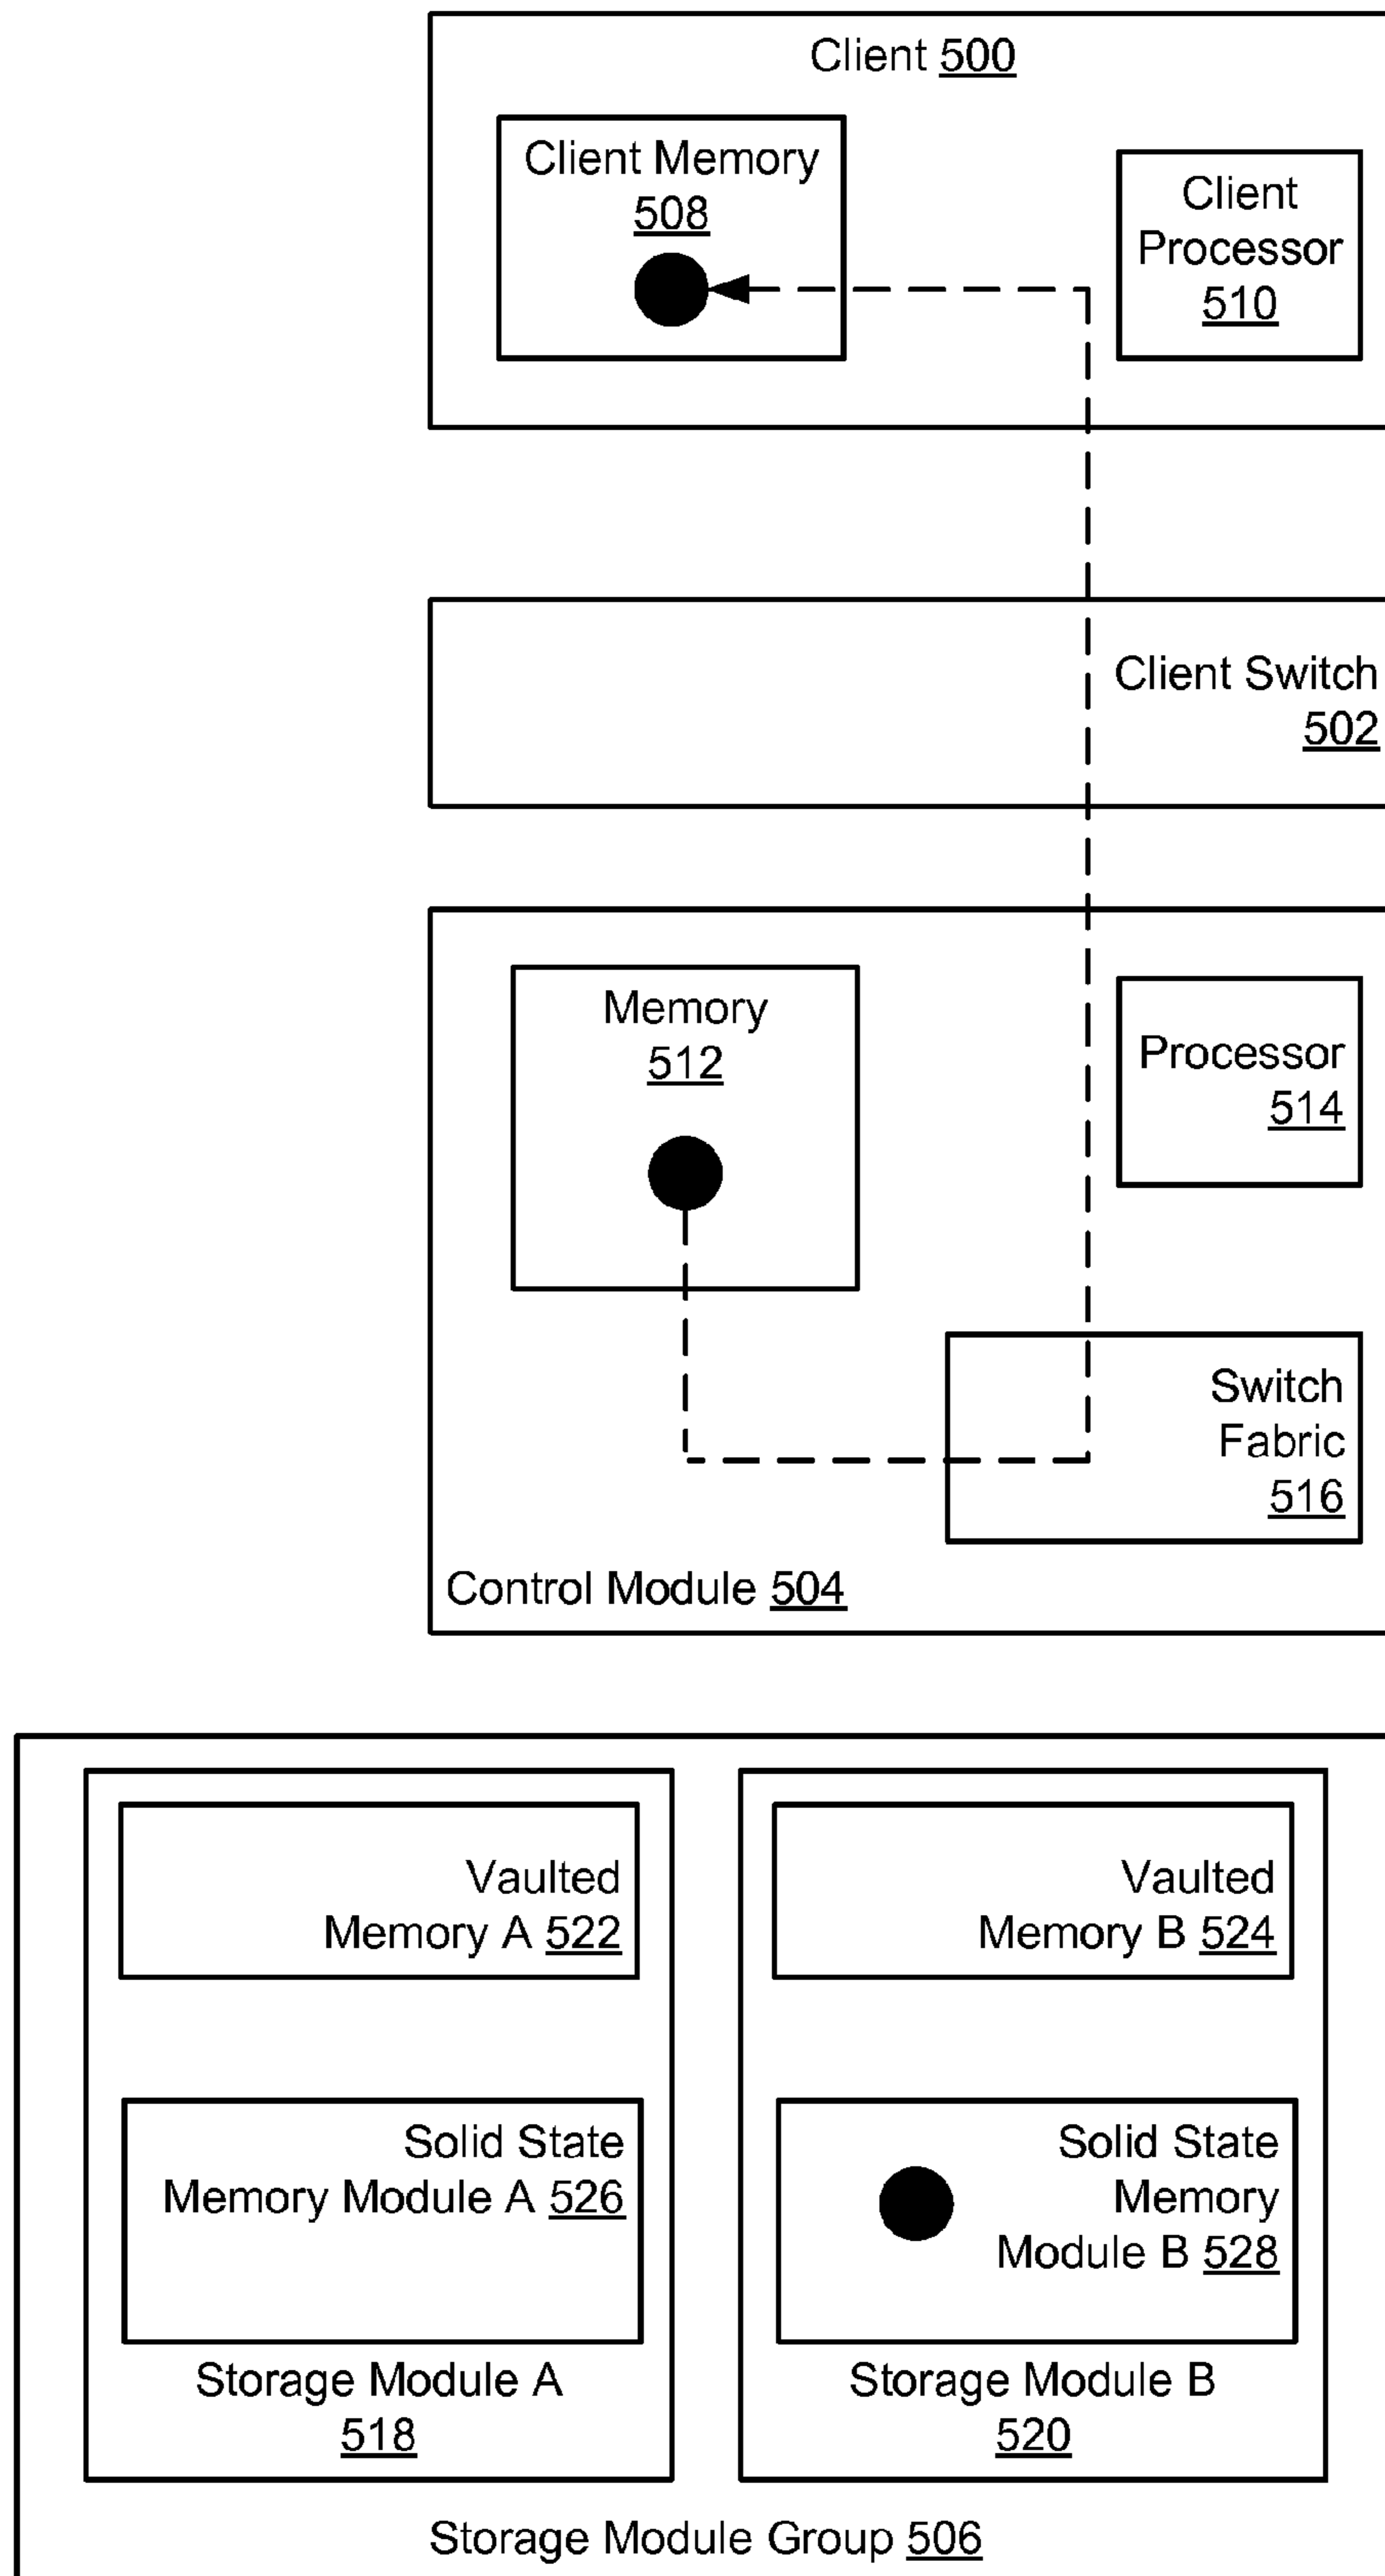 Client 500
Client Memory
508
Client
Processor
510
Client Switch
502
Memory
512
Processor
514
Switch
Fabric
516
Control Module 504
Vaulted
Memory A 522
Vaulted
Memory B 524
Solid State
Memory Module A 526
Solid State
Memory
Module B 528
Storage Module A
518
Storage Module B
520
Storage Module Group 506